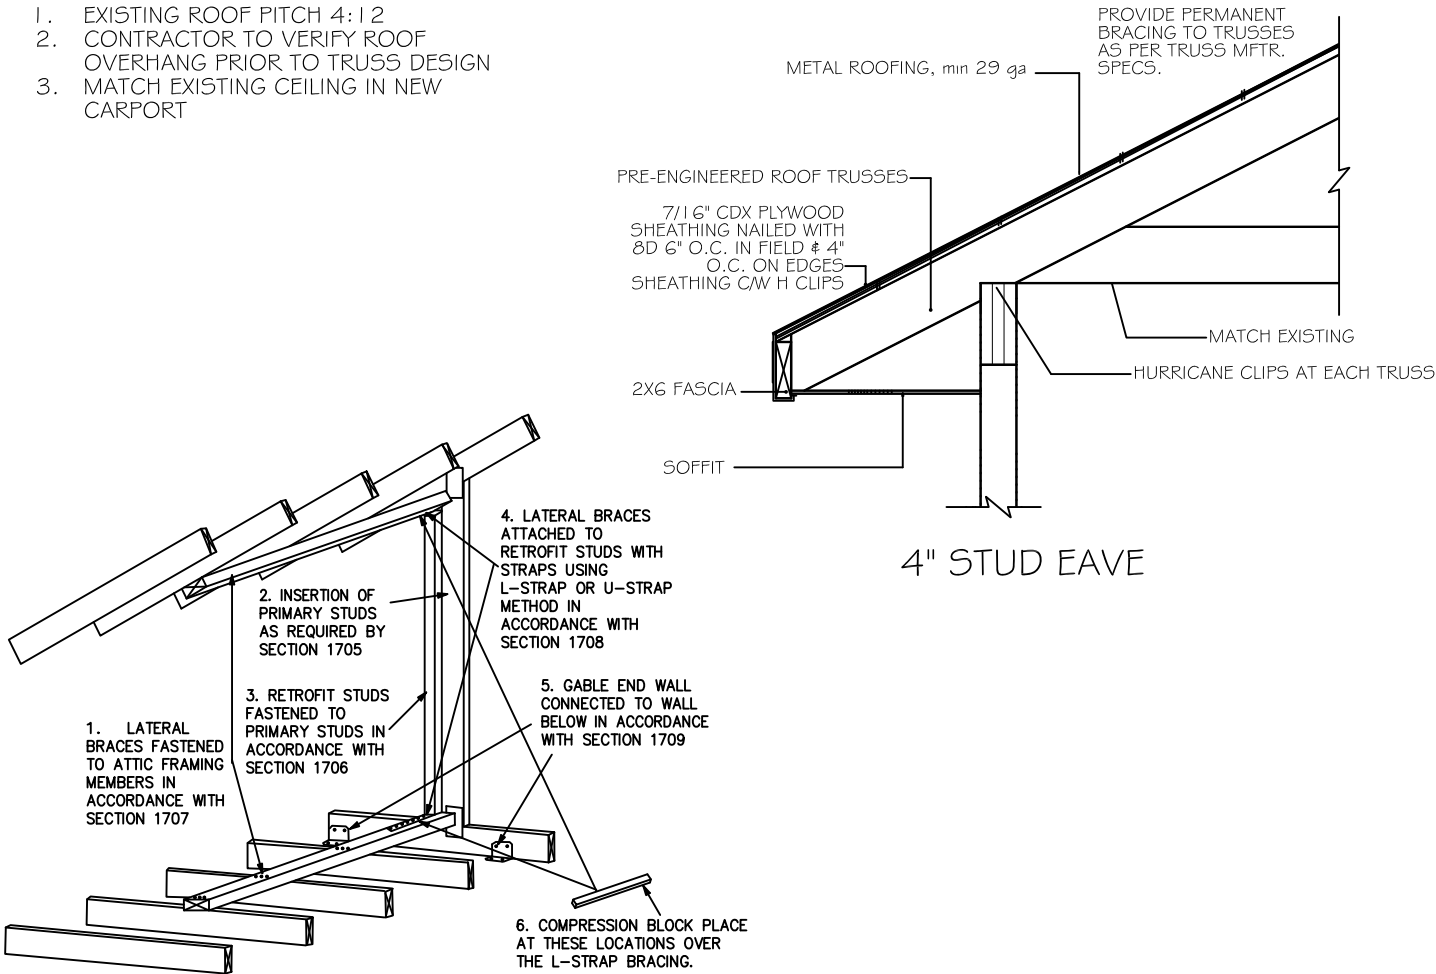 1. EXISTING ROOF PITCH 4:12
2. CONTRACTOR TO VERIFY ROOF
OVERHANG PRIOR TO TRUSS DESIGN
3. MATCH EXISTING CEILING IN NEW
CARPORT
PROVIDE PERMANENT
BRACING TO TRUSSES
AS PER TRUSS MFTR.
SPECS.
METAL ROOFING, min 29 ga
PRE-ENGINEERED ROOF TRUSSES
7/16" CDX PLYWOOD
SHEATHING NAILED WITH
8D 6" O.C. IN FIELD & 4"
O.C. ON EDGES
SHEATHING C/W H CLIPS
MATCH EXISTING
HURRICANE CLIPS AT EACH TRUSS
2X6 FASCIA
SOFFIT
4" STUD EAVE
4. LATERAL BRACES
ATTACHED TO
RETROFIT STUDS WITH
STRAPS USING
L-STRAP OR U-STRAP
METHOD IN
ACCORDANCE WITH
SECTION 1708
2. INSERTION OF
PRIMARY STUDS
AS REQUIRED BY
SECTION 1705
3. RETROFIT STUDS
FASTENED TO
PRIMARY STUDS IN
ACCORDANCE WITH
SECTION 1706
5. GABLE END WALL
CONNECTED TO WALL
BELOW IN ACCORDANCE
WITH SECTION 1709
1. LATERAL
BRACES FASTENED
TO ATTIC FRAMING
MEMBERS IN
ACCORDANCE WITH
SECTION 1707
6. COMPRESSION BLOCK PLACE
AT THESE LOCATIONS OVER
THE L-STRAP BRACING.